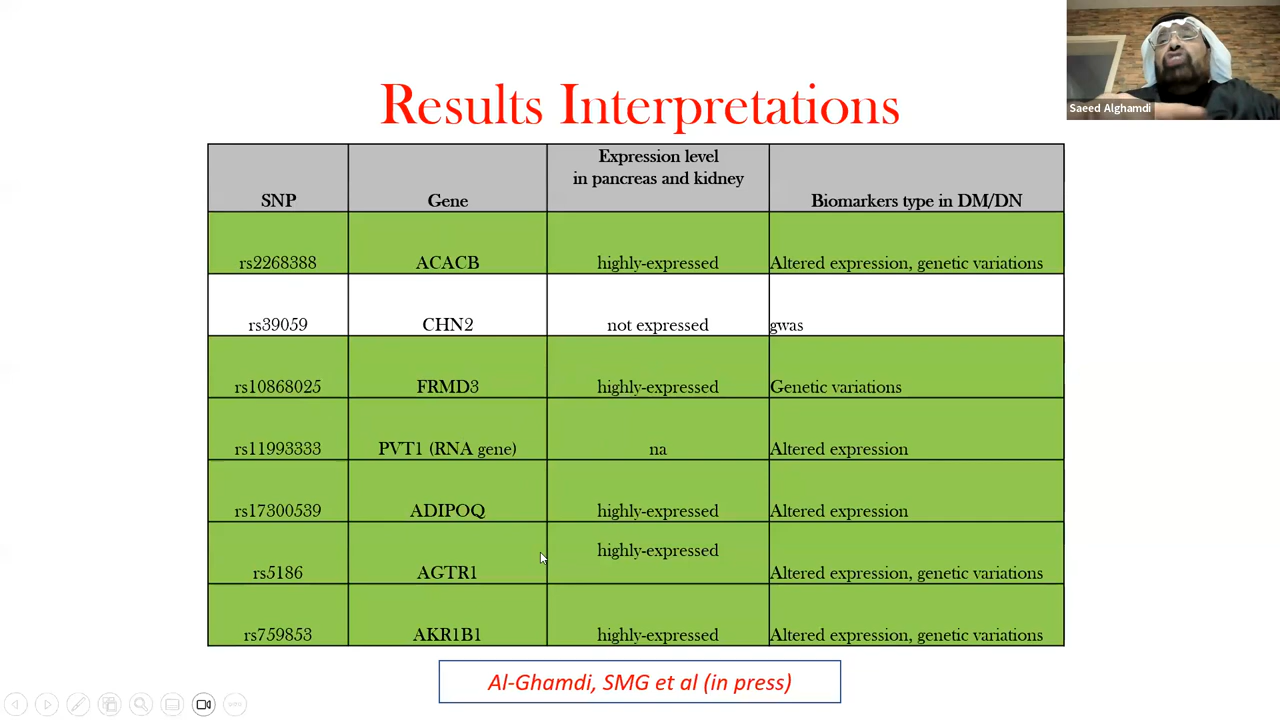 Saeed Alghamdi
Results Interpretations
SNP
Gene
Expression level
in pancreas and kidney
Biomarkers type in DM/DN
rs2268388
ACACB
highly-expressed
Altered expression, genetic variations
rs39059
CHN2
not expressed
gwas
rs10868025
FRMD3
highly-expressed
Genetic variations
rs11993333
PVT1 (RNA gene)
na
Altered expression
rs17300539
ADIPOQ
highly-expressed
Altered expression
rs5186
AGTR1
highly-expressed
Altered expression, genetic variations
rs759853
AKR1B1
highly-expressed
Altered expression, genetic variations
Al-Ghamdi, SMG et al (in press)